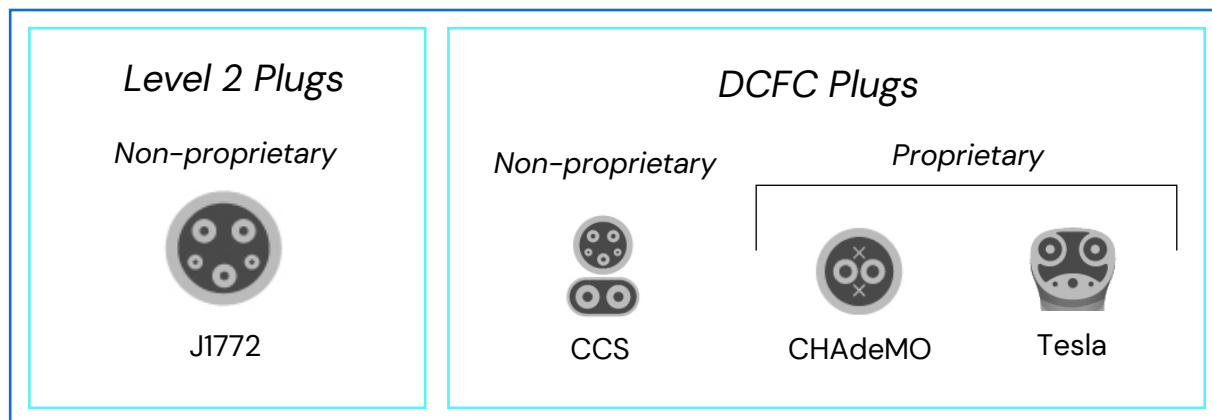 Level 2 Plugs
Non-proprietary
J1772
DCFC Plugs
Non-proprietary
Proprietary
CCS
CHAdeMO
Tesla